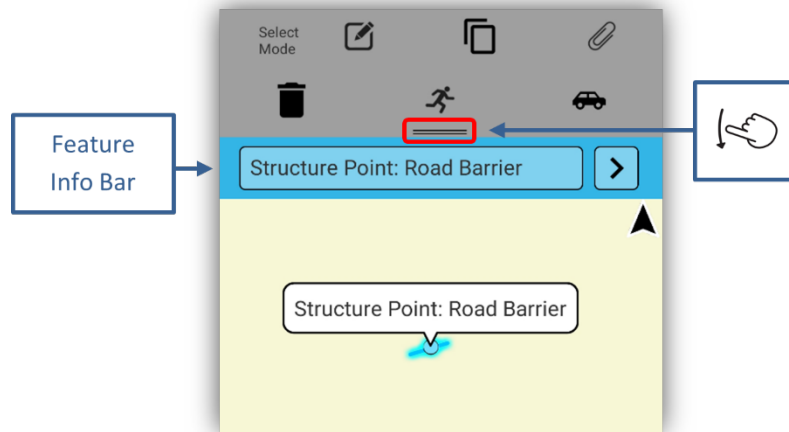 Select
Mode
Feature
Info Bar
Structure Point: Road Barrier
Structure Point: Road Barrier